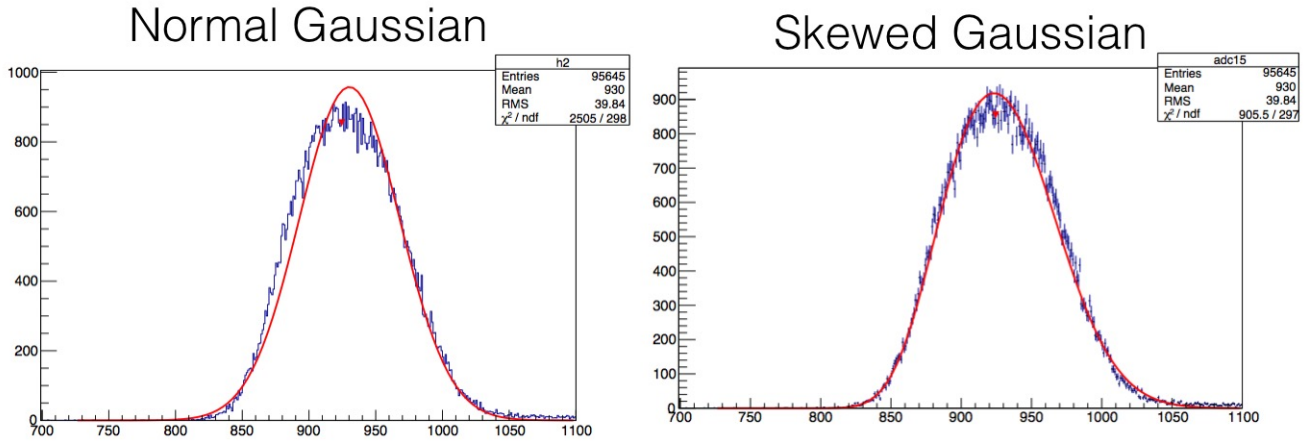 Normal Gaussian
h2
Entries 95645
Mean 930
RMS 39.84
χ² / ndf 2505 / 298
1000
800
600
400
200
0
700 750 800 850 900 950 1000 1050 1100
Skewed Gaussian
adc15
Entries 95645
Mean 930
RMS 39.84
χ² / ndf 905.5 / 297
900
800
700
600
500
400
300
200
100
0
700 750 800 850 900 950 1000 1050 1100